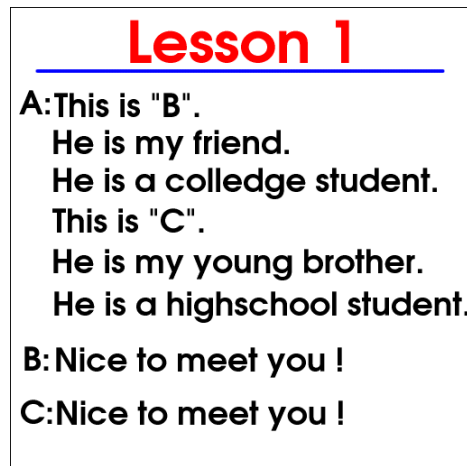 Lesson 1
A:This is "B".
He is my friend.
He is a colledge student.
This is "C".
He is my young brother.
He is a highschool student.
B:Nice to meet you !
C:Nice to meet you !